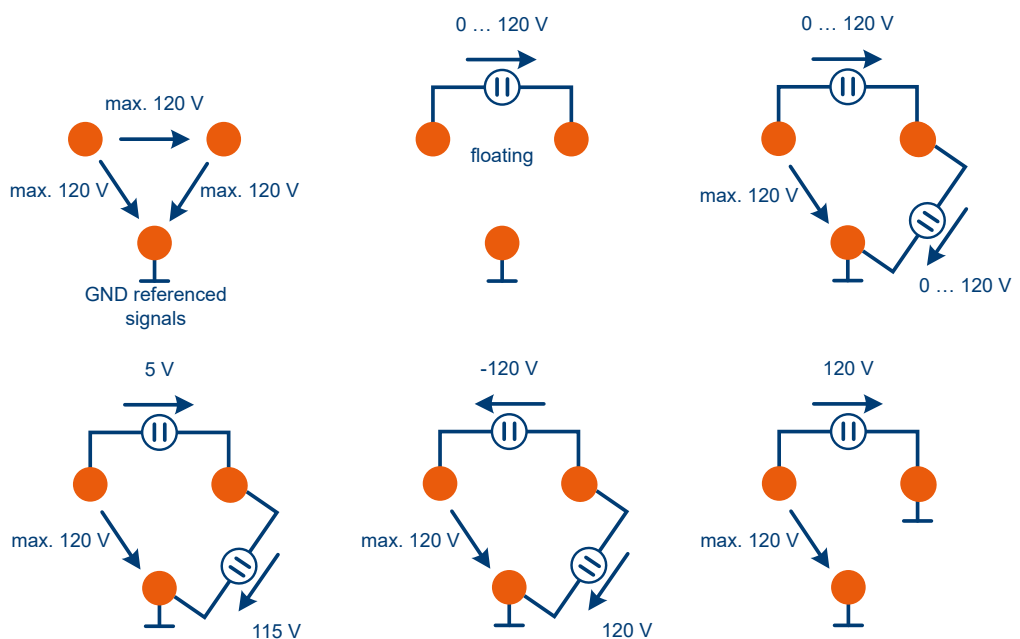 0 … 120 V
0 … 120 V
max. 120 V
floating
max. 120 V
max. 120 V
max. 120 V
GND referenced
signals
0 … 120 V
5 V
-120 V
120 V
max. 120 V
max. 120 V
max. 120 V
115 V
120 V